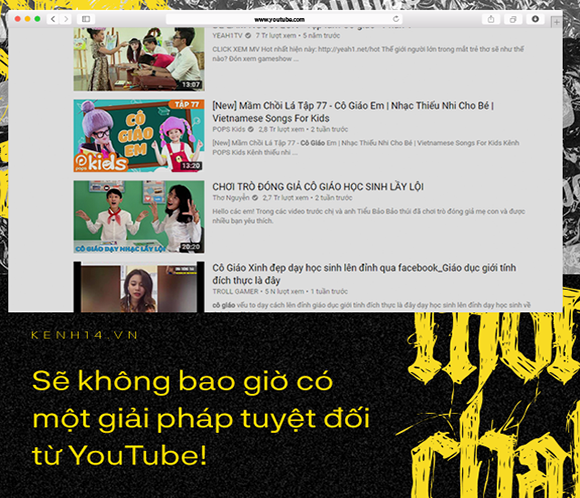 www.youtube.com
YEAH1TV 7 Tr lượt xem • 5 năm trước
CLICK XEM MV Hot nhất hiện này: http://yeah1.net/hot Thế giới người lớn trong mắt trẻ thơ sẽ như thế
nào? Đón xem gameshow ...
13:07
[New] Mầm Chồi Lá Tập 77 - Cô Giáo Em | Nhạc Thiếu Nhi Cho Bé |
Vietnamese Songs For Kids
POPS Kids 2,8 Tr lượt xem • 2 tuần trước
[New] Mầm Chồi Lá Tập 77 - Cô Giáo Em | Nhạc Thiếu Nhi Cho Bé | Vietnamese Songs For Kids Kênh
POPS Kids Kênh thiếu nhi ...
TẬP 77
CÔ
GIÁO
EM
POPS
kids
13:20
CHƠI TRÒ ĐÓNG GIẢ CÔ GIÁO HỌC SINH LẦY LỘI
Thơ Nguyễn 2,7 Tr lượt xem • 2 năm trước
Hello các em! Trong các video trước chị và anh Tiểu Bảo Bảo thúi đã chơi trò đóng giả mẹ con và được
nhiều bạn yêu thích.
CÔ GIÁO DẠY NHẠC LẦY LỘI
20:20
Cô Giáo Xinh đẹp dạy học sinh lên đỉnh qua facebook_Giáo dục giới tính
đích thực là đây
TROLL GAMER • 5 N lượt xem • 1 tuần trước
cô giáo yếu to dạy cách lên đỉnh giáo dục giới tính đích thực là đây dạy học sinh lên đỉnh giáo dục giới tính học sinh về
KENH14.VN
Sẽ không bao giờ có
một giải pháp tuyệt đối
từ YouTube!